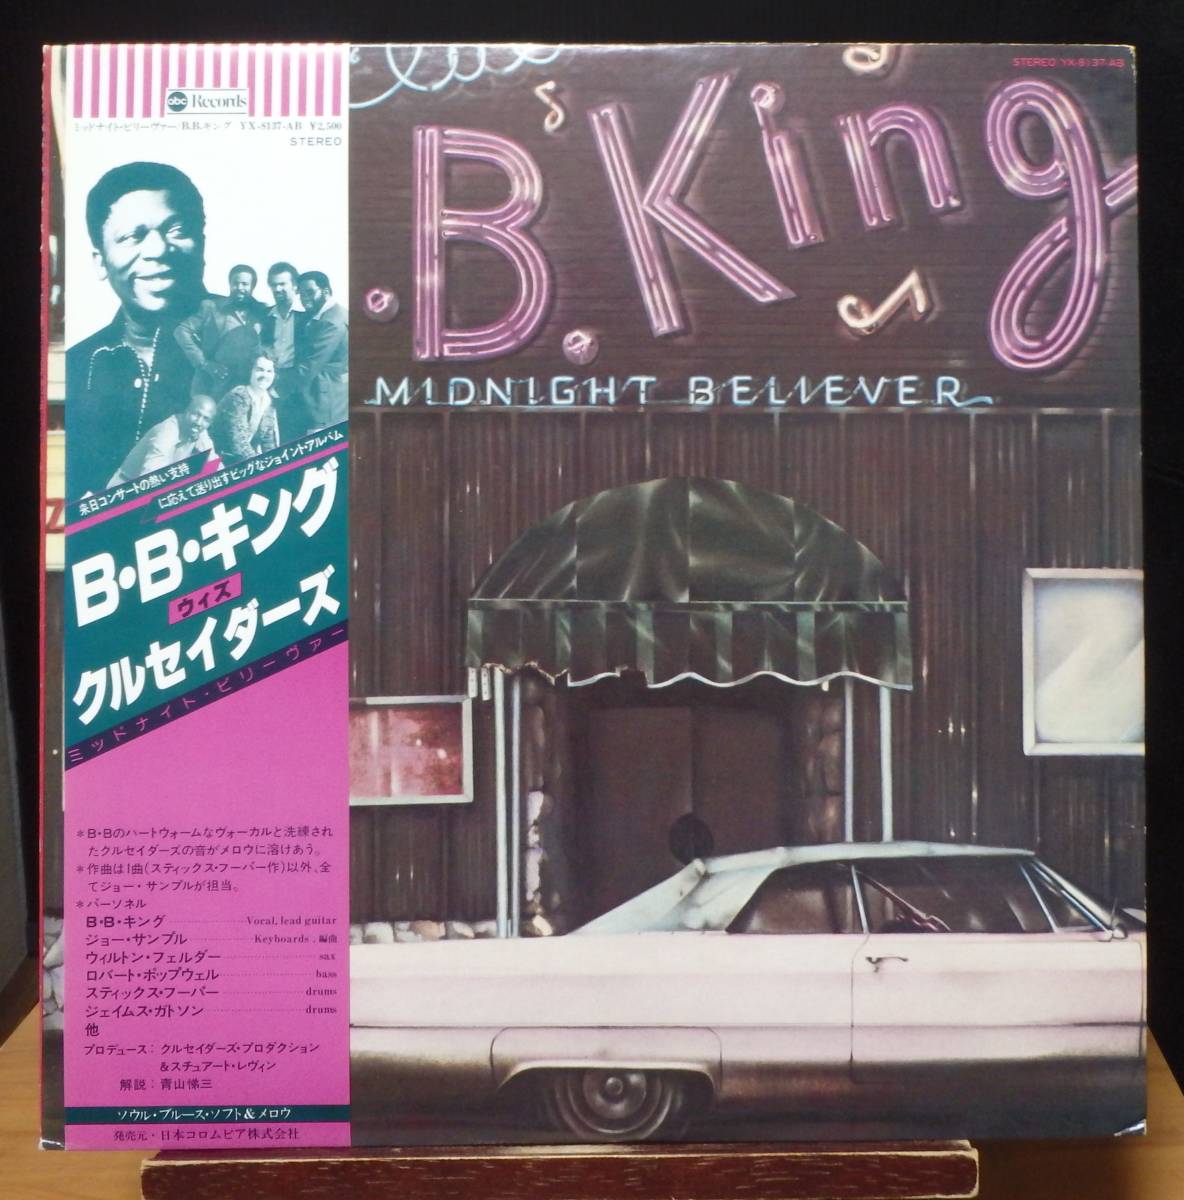 abc Records
ミッドナイト・ビリーヴァー/B.B.キング YX-8137-AB ¥2,500
STEREO
来日コンサートの熱い支持
に応えて送り出すビッグなジョイント・アルバム
B・B・キング
ウィズ
クルセイダーズ
ミッドナイト・ビリーヴァー
*B・Bのハートウォームなヴォーカルと洗練され
たクルセイダーズの音がメロウに溶けあう。
*作曲は1曲(スティックス・フーパー作)以外、全
てジョー・サンプルが担当。
*パーソネル
B・B・キング Vocal, lead guitar
ジョー・サンプル Keyboards, 編曲
ウィルトン・フェルダー sax
ロバート・ポップウェル bass
スティックス・フーパー drums
ジェイムス・ガトソン drums
他
プロデュース: クルセイダーズ・プロダクション
&スチュアート・レヴィン
解説: 青山悌三
ソウル・ブルース・ソフト&メロウ
発売元・日本コロムビア株式会社
STEREO YX-8137-AB
.B.King
MIDNIGHT BELIEVER